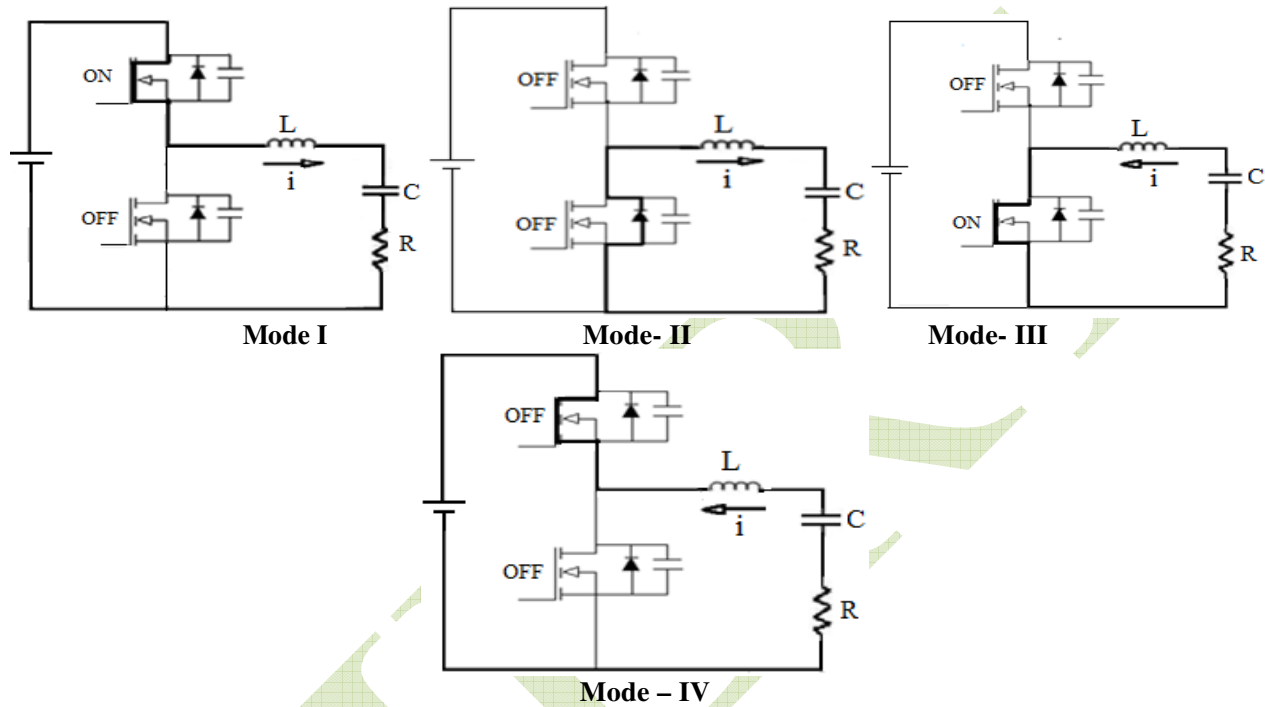 ON
L
i
C
OFF
R
Mode I
OFF
L
i
C
OFF
R
Mode- II
OFF
L
i
C
ON
R
Mode- III
OFF
L
i
C
OFF
R
Mode – IV